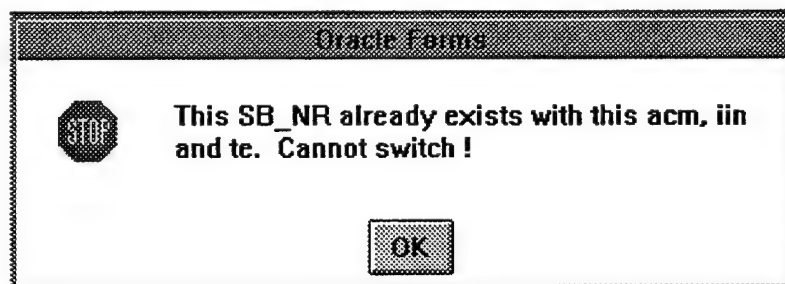 Oracle Forms
STOP
This SB_NR already exists with this acm, iin
and te. Cannot switch !
OK